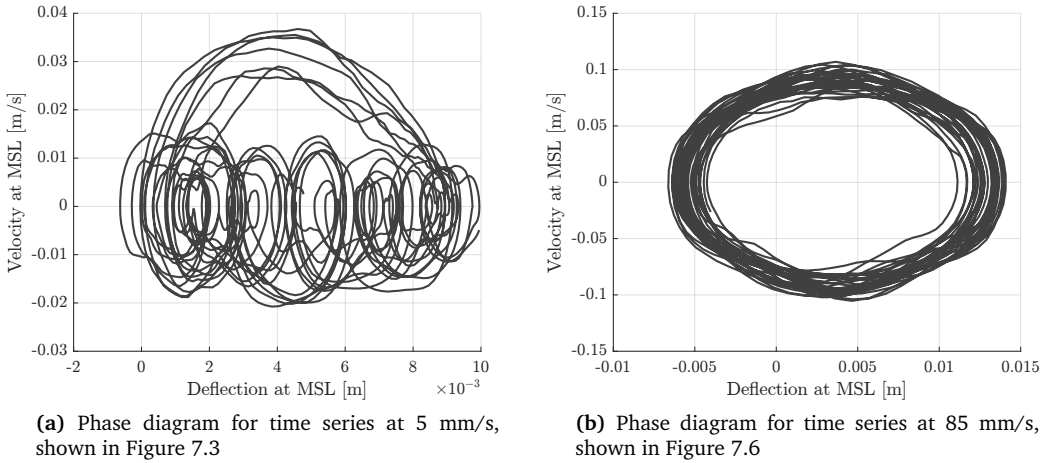 0.04
0.03
0.02
0.01
0
-0.01
-0.02
-0.03
Velocity at MSL [m/s]
-2 0 2 4 6 8 10
Deflection at MSL [m] ×10⁻³
(a) Phase diagram for time series at 5 mm/s,
shown in Figure 7.3
0.15
0.1
0.05
0
-0.05
-0.1
-0.15
Velocity at MSL [m/s]
-0.01 -0.005 0 0.005 0.01 0.015
Deflection at MSL [m]
(b) Phase diagram for time series at 85 mm/s,
shown in Figure 7.6